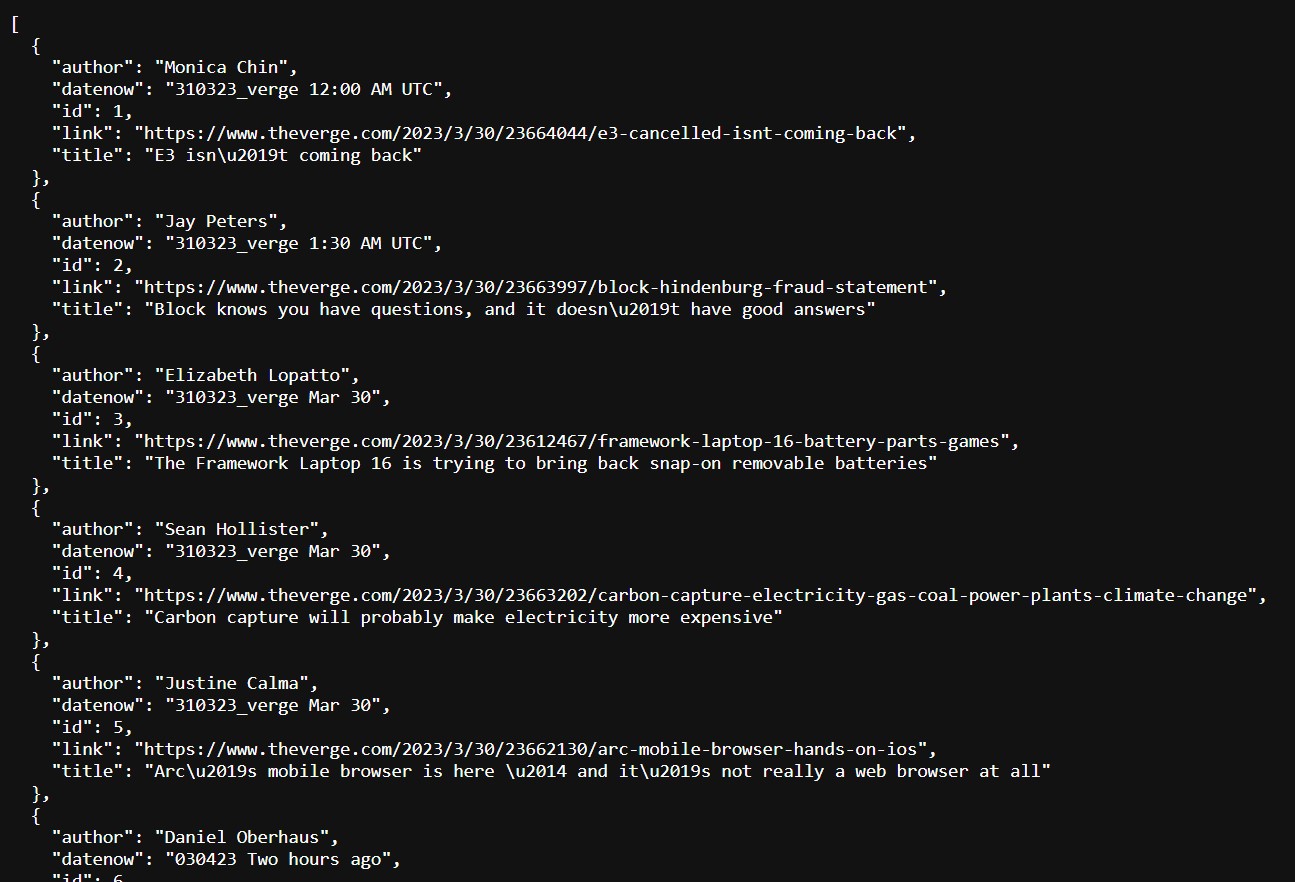 [
  {
    "author": "Monica Chin",
    "datenow": "310323_verge 12:00 AM UTC",
    "id": 1,
    "link": "https://www.theverge.com/2023/3/30/23664044/e3-cancelled-isnt-coming-back",
    "title": "E3 isn\u2019t coming back"
  },
  {
    "author": "Jay Peters",
    "datenow": "310323_verge 1:30 AM UTC",
    "id": 2,
    "link": "https://www.theverge.com/2023/3/30/23663997/block-hindenburg-fraud-statement",
    "title": "Block knows you have questions, and it doesn\u2019t have good answers"
  },
  {
    "author": "Elizabeth Lopatto",
    "datenow": "310323_verge Mar 30",
    "id": 3,
    "link": "https://www.theverge.com/2023/3/30/23612467/framework-laptop-16-battery-parts-games",
    "title": "The Framework Laptop 16 is trying to bring back snap-on removable batteries"
  },
  {
    "author": "Sean Hollister",
    "datenow": "310323_verge Mar 30",
    "id": 4,
    "link": "https://www.theverge.com/2023/3/30/23663202/carbon-capture-electricity-gas-coal-power-plants-climate-change",
    "title": "Carbon capture will probably make electricity more expensive"
  },
  {
    "author": "Justine Calma",
    "datenow": "310323_verge Mar 30",
    "id": 5,
    "link": "https://www.theverge.com/2023/3/30/23662130/arc-mobile-browser-hands-on-ios",
    "title": "Arc\u2019s mobile browser is here \u2014 and it\u2019s not really a web browser at all"
  },
  {
    "author": "Daniel Oberhaus",
    "datenow": "030423 Two hours ago",
    "id": 6